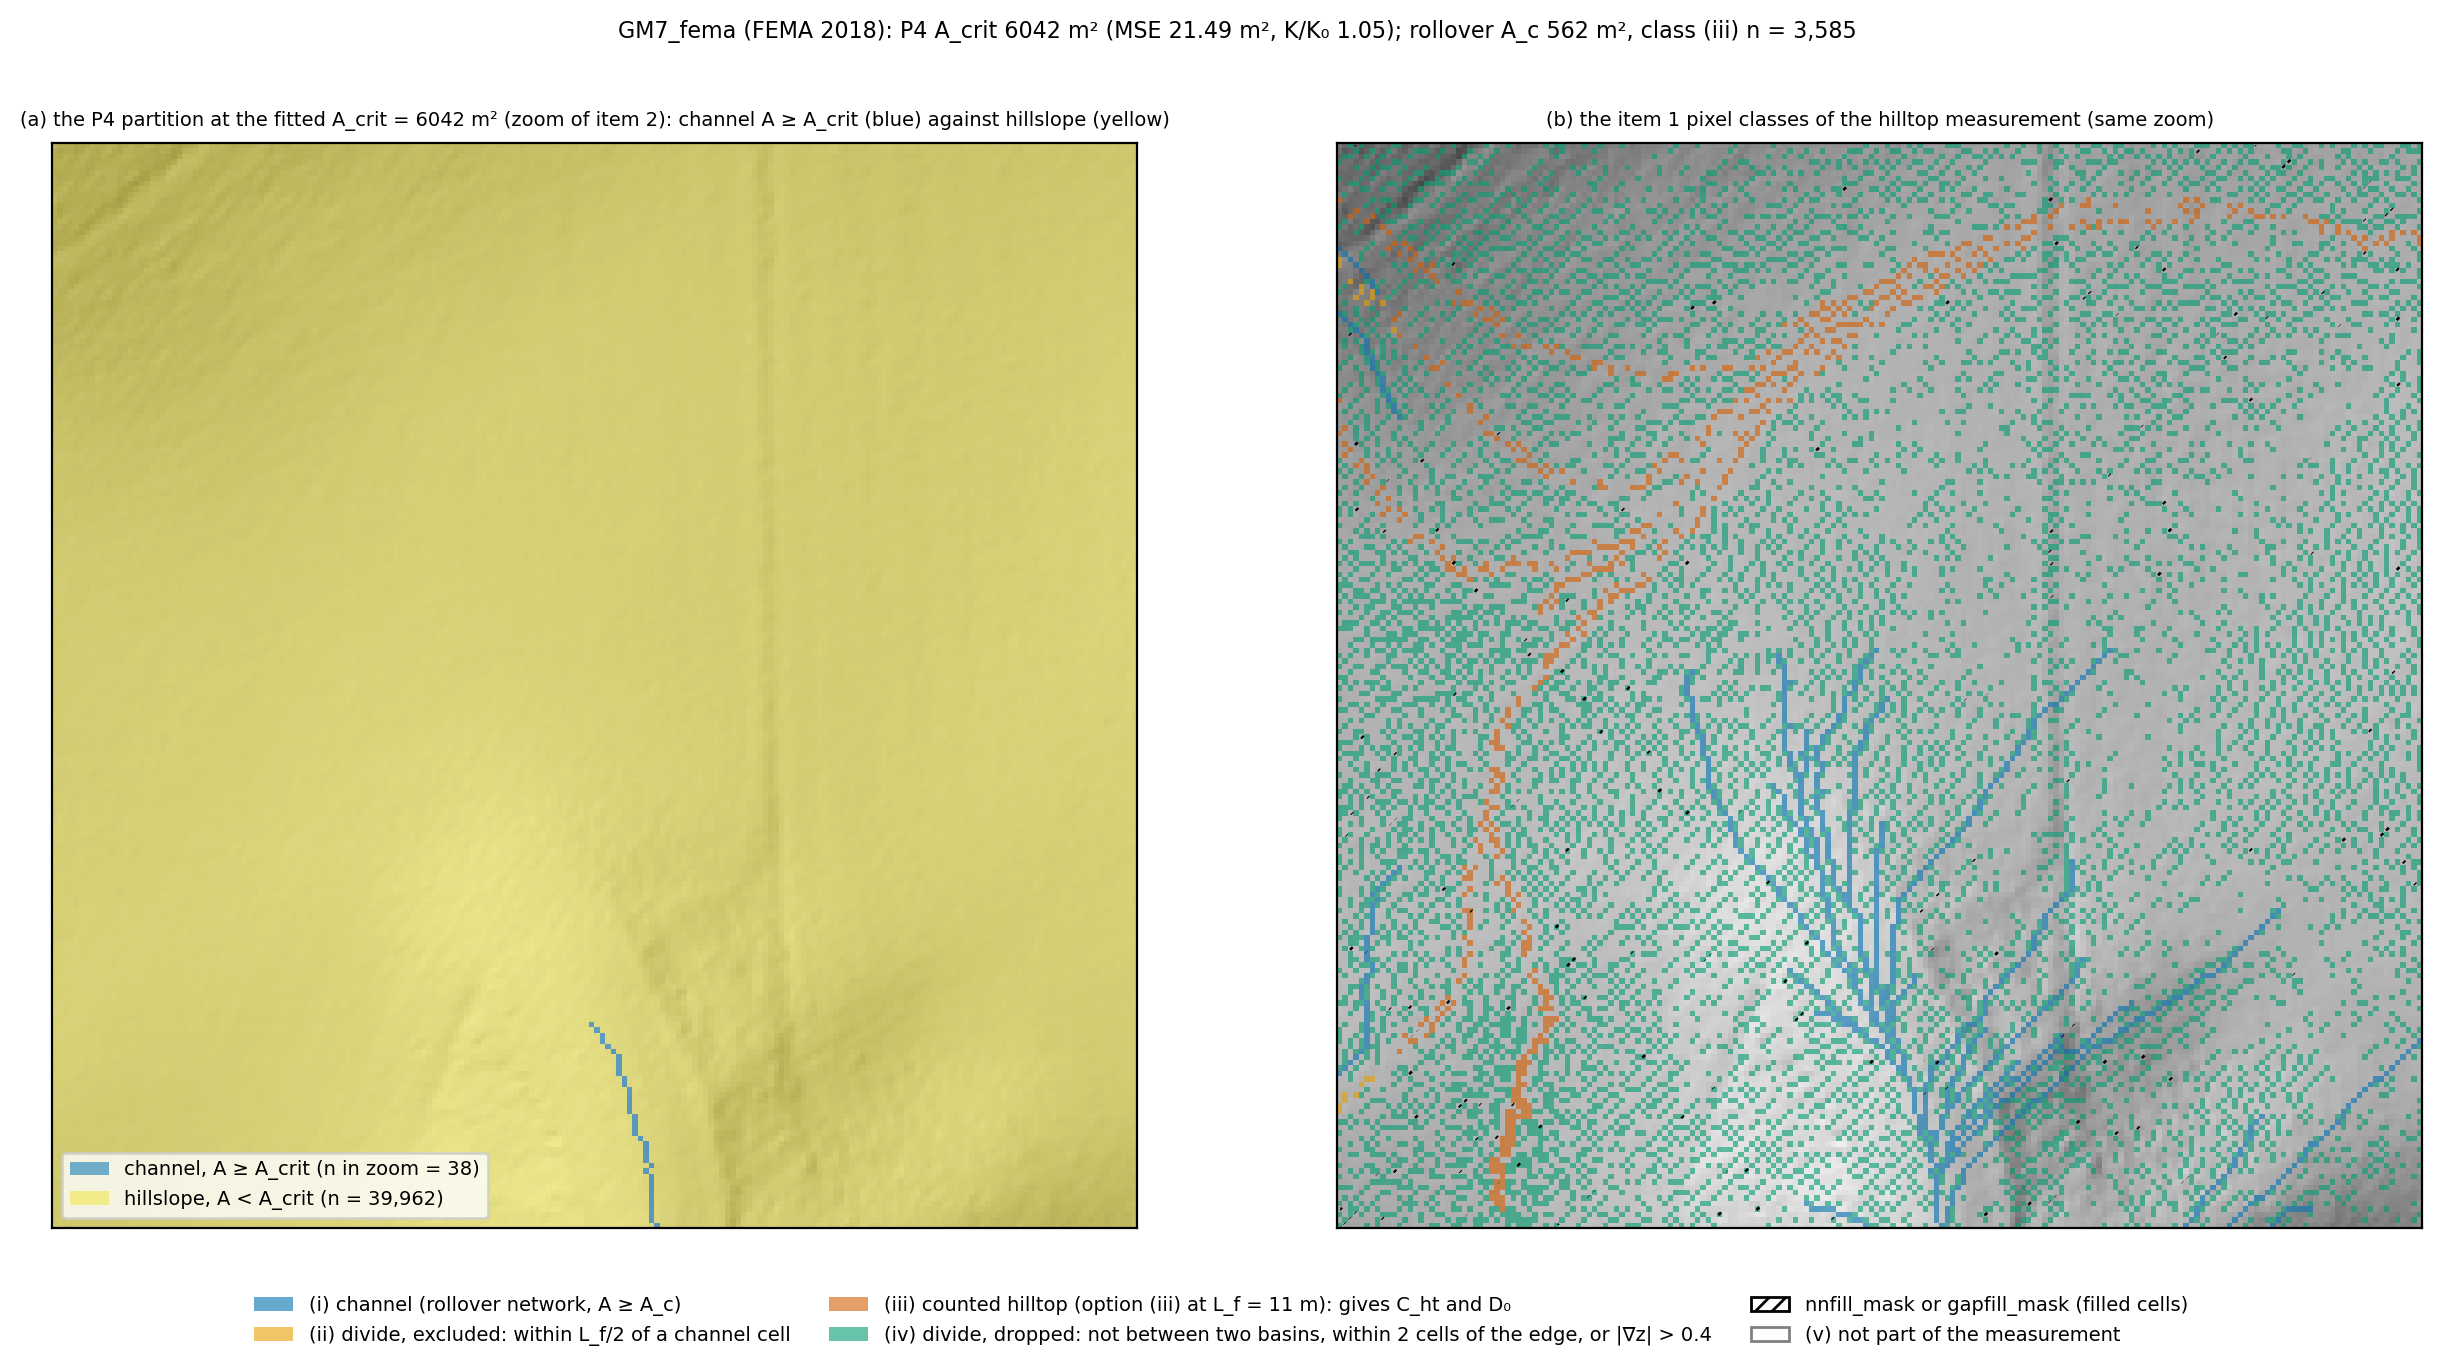 GM7_fema (FEMA 2018): P4 A_crit 6042 m² (MSE 21.49 m², K/K₀ 1.05); rollover A_c 562 m², class (iii) n = 3,585
(a) the P4 partition at the fitted A_crit = 6042 m² (zoom of item 2): channel A ≥ A_crit (blue) against hillslope (yellow)
(b) the item 1 pixel classes of the hilltop measurement (same zoom)
channel, A ≥ A_crit (n in zoom = 38)
hillslope, A < A_crit (n = 39,962)
(i) channel (rollover network, A ≥ A_c)
(ii) divide, excluded: within L_f/2 of a channel cell
(iii) counted hilltop (option (iii) at L_f = 11 m): gives C_ht and D₀
(iv) divide, dropped: not between two basins, within 2 cells of the edge, or |∇z| > 0.4
nnfill_mask or gapfill_mask (filled cells)
(v) not part of the measurement